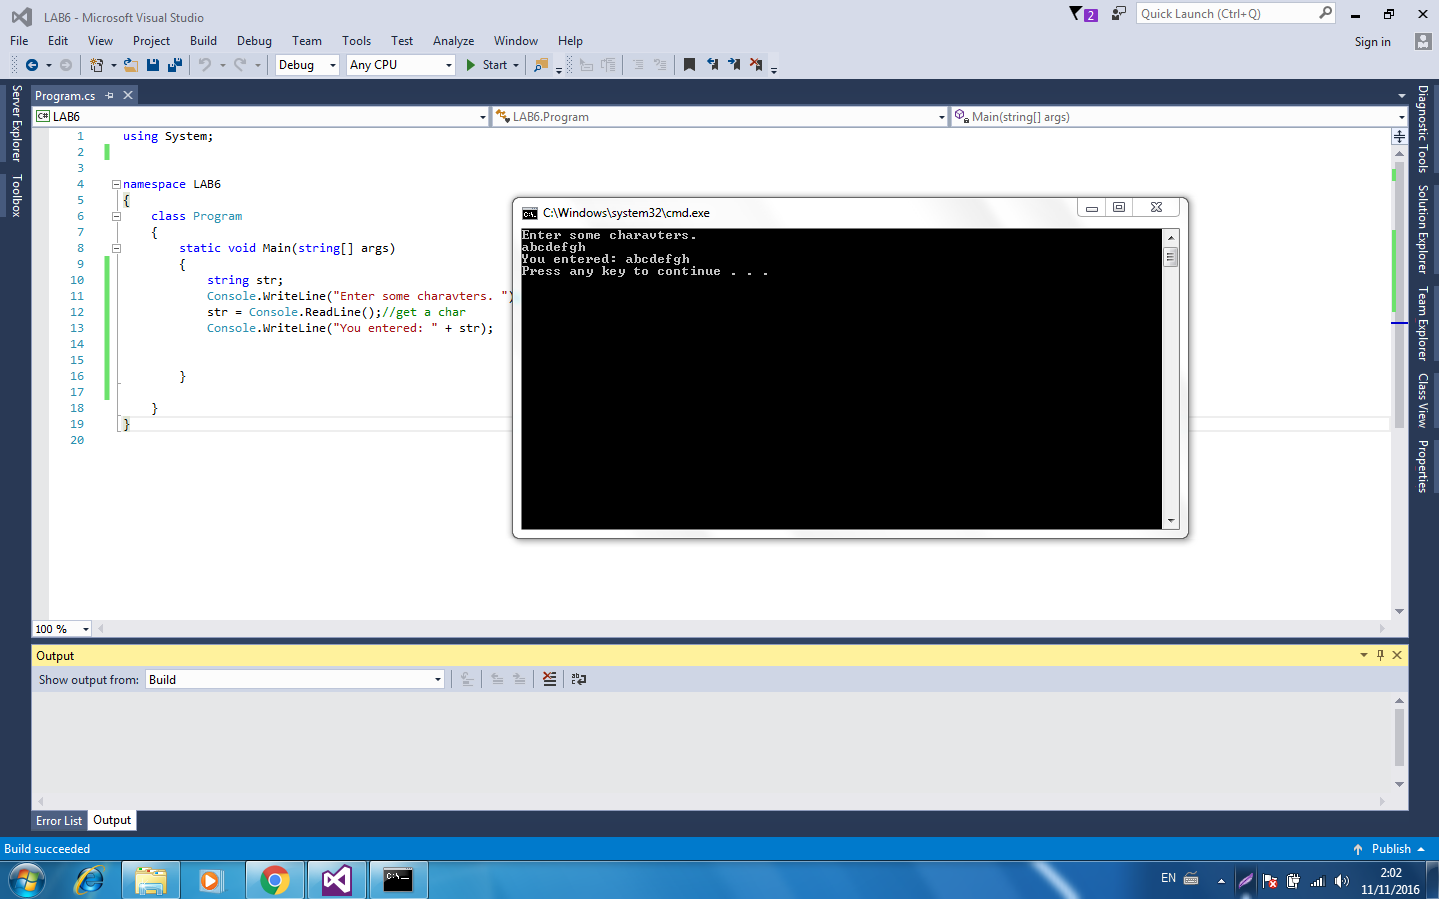 LAB6 - Microsoft Visual Studio
2
Quick Launch (Ctrl+Q)
File Edit View Project Build Debug Team Tools Test Analyze Window Help
Sign in
Debug Any CPU Start
Server Explorer
Toolbox
Program.cs
C# LAB6 LAB6.Program Main(string[] args)
1 using System;
2
3
4 namespace LAB6
5 {
6 class Program
7 {
8 static void Main(string[] args)
9 {
10 string str;
11 Console.WriteLine("Enter some charavters. ")
12 str = Console.ReadLine();//get a char
13 Console.WriteLine("You entered: " + str);
14
15
16 }
17
18 }
19 }
20
C:\Windows\system32\cmd.exe
Enter some charavters.
abcdefgh
You entered: abcdefgh
Press any key to continue . . .
Diagnostic Tools
Solution Explorer
Team Explorer
Class View
Properties
100 %
Output
Show output from: Build
Error List Output
Build succeeded
Publish
EN
2:02
11/11/2016